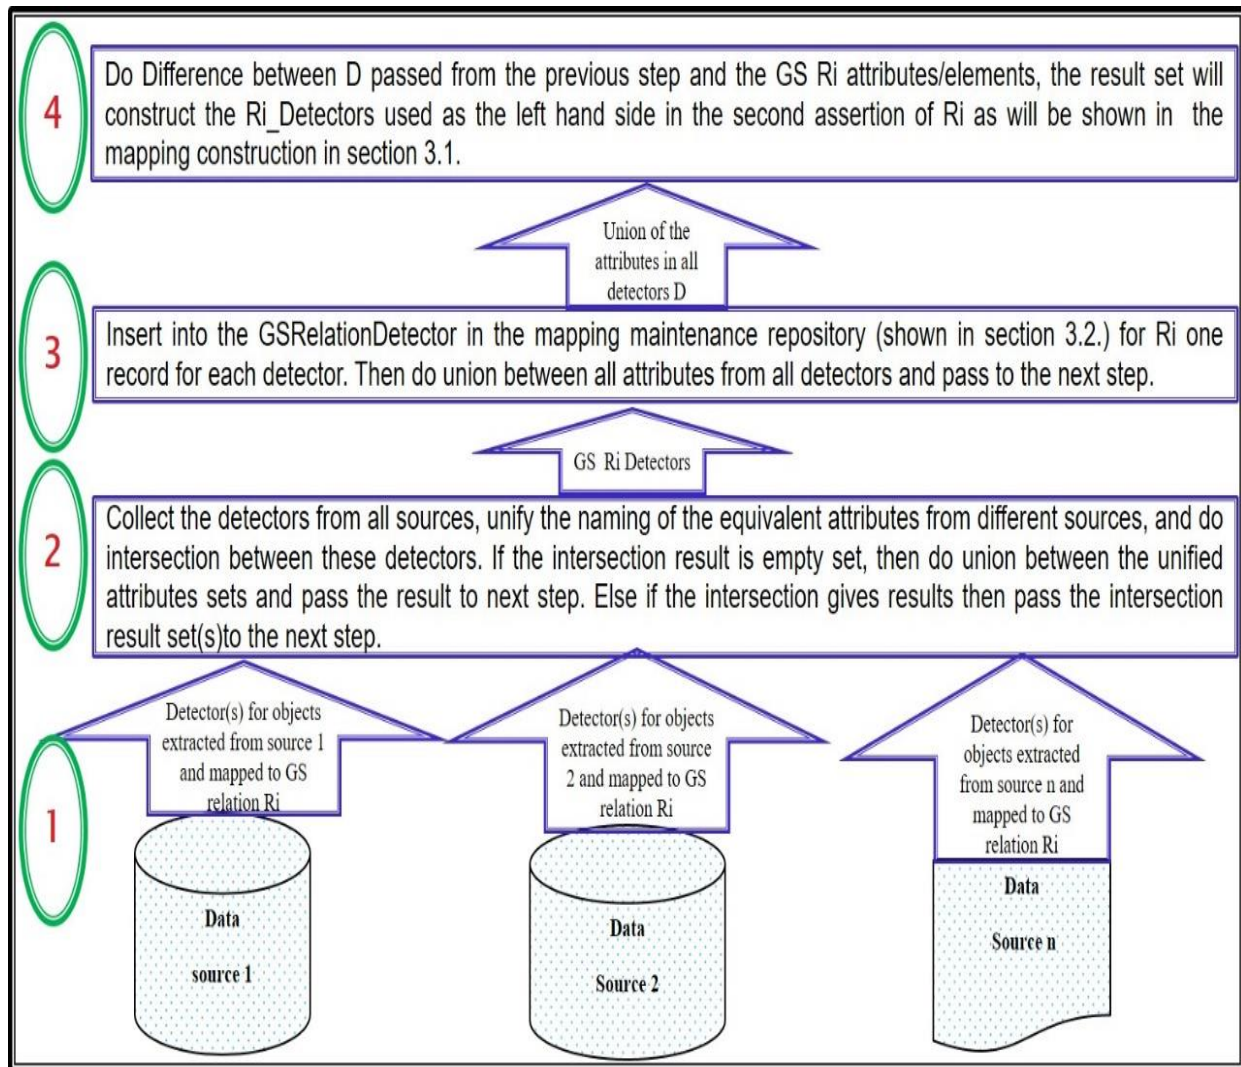 4
Do Difference between D passed from the previous step and the GS Ri attributes/elements, the result set will
construct the Ri_Detectors used as the left hand side in the second assertion of Ri as will be shown in the
mapping construction in section 3.1.
Union of the
attributes in all
detectors D
3
Insert into the GSRelationDetector in the mapping maintenance repository (shown in section 3.2.) for Ri one
record for each detector. Then do union between all attributes from all detectors and pass to the next step.
GS Ri Detectors
2
Collect the detectors from all sources, unify the naming of the equivalent attributes from different sources, and do
intersection between these detectors. If the intersection result is empty set, then do union between the unified
attributes sets and pass the result to next step. Else if the intersection gives results then pass the intersection
result set(s)to the next step.
1
Detector(s) for objects
extracted from source 1
and mapped to GS
relation Ri
Data
source 1
Detector(s) for objects
extracted from source
2 and mapped to GS
relation Ri
Data
Source 2
Detector(s) for
objects extracted
from source n and
mapped to GS
relation Ri
Data
Source n